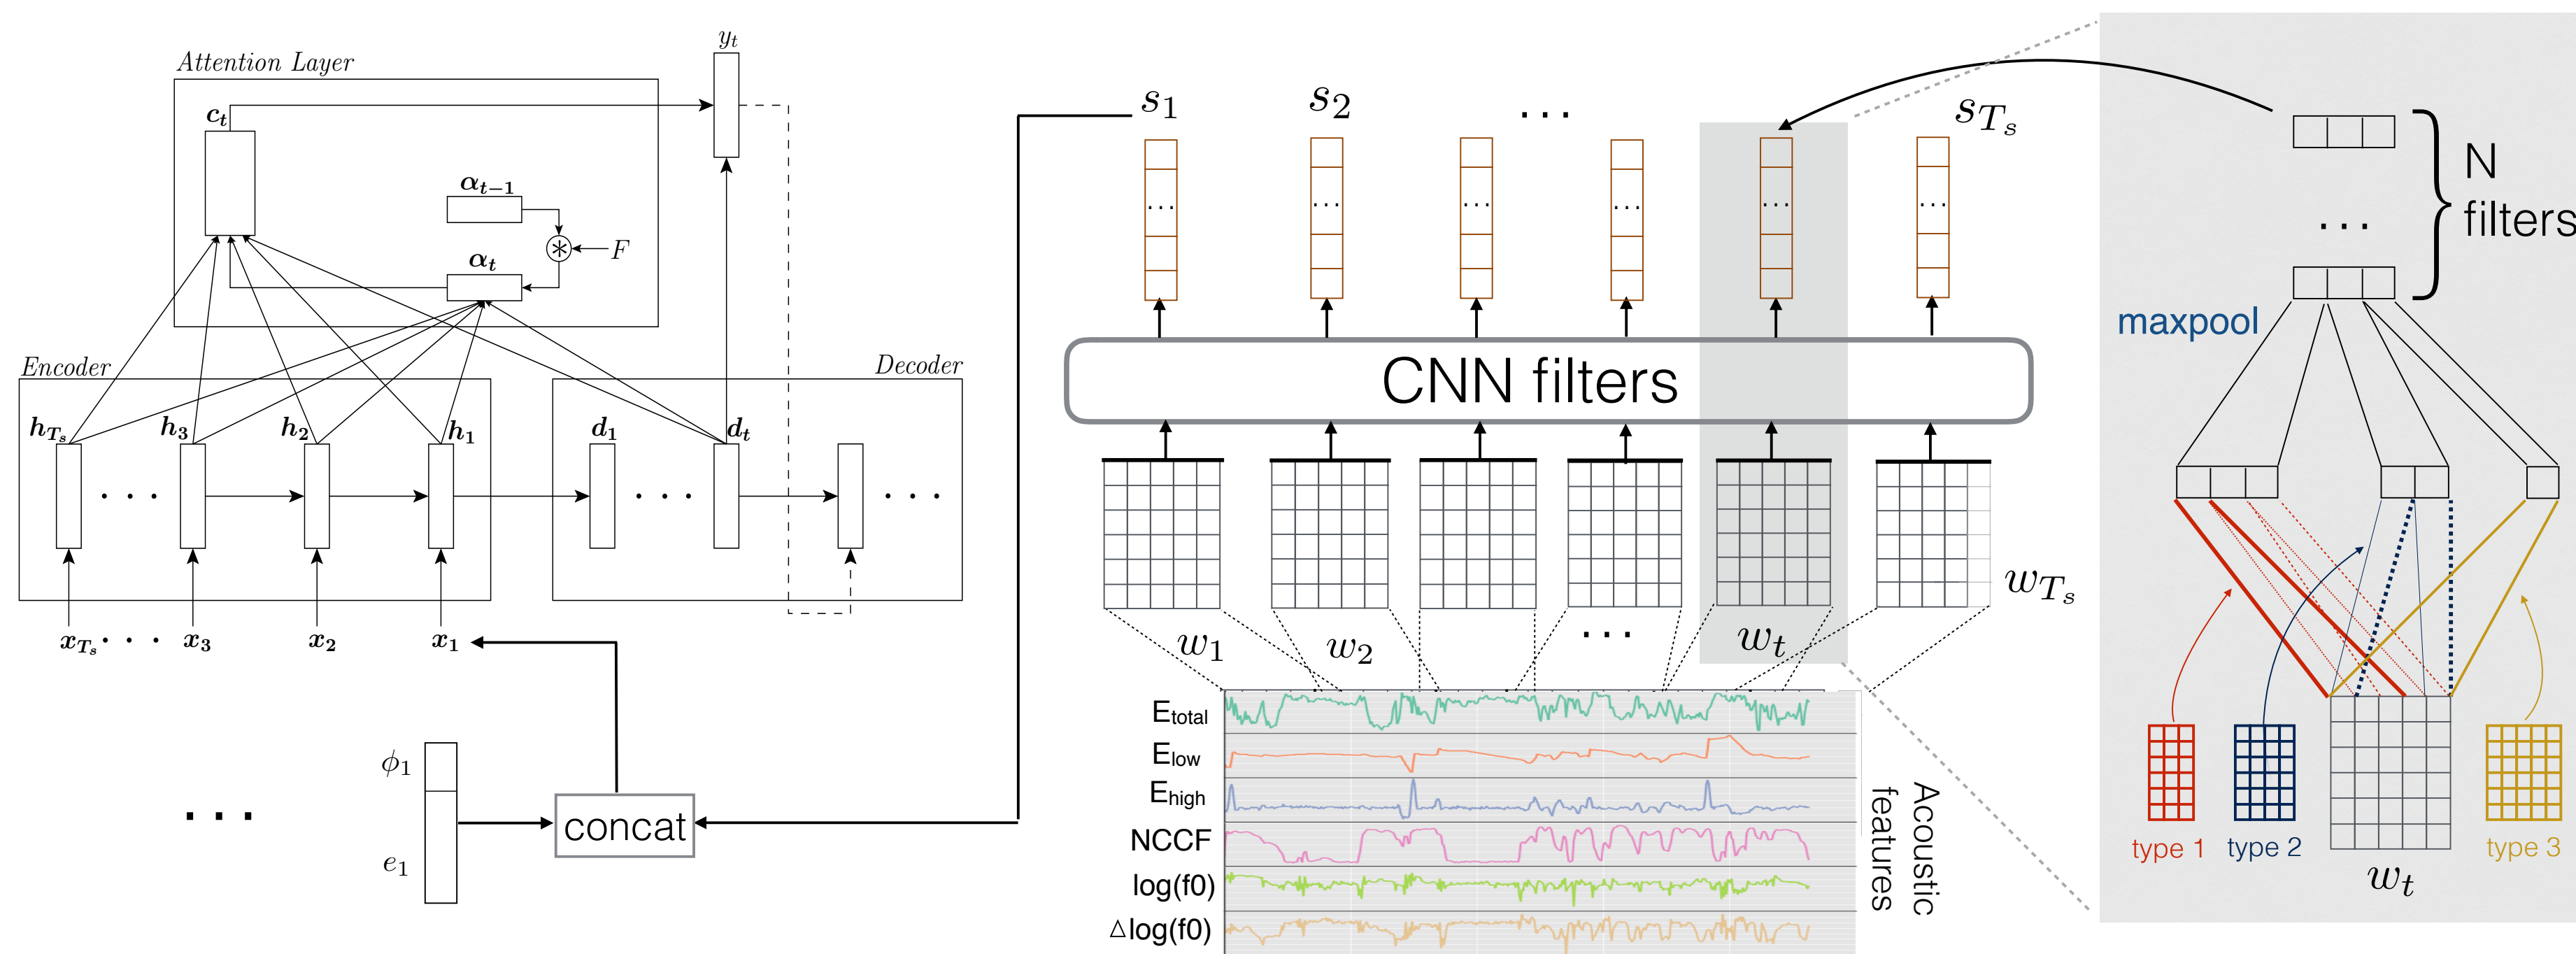 Attention Layer
y_t
c_t
α_{t−1}
F
α_t
Encoder
Decoder
h_{T_s}
h_3
h_2
h_1
d_1
d_t
· · ·
· · ·
· · ·
x_{T_s}
· · ·
x_3
x_2
x_1
ϕ_1
e_1
· · ·
concat
s_1
s_2
· · ·
s_{T_s}
· · ·
· · ·
· · ·
· · ·
· · ·
· · ·
CNN filters
w_1
w_2
· · ·
w_t
w_{T_s}
E_total
E_low
E_high
NCCF
log(f0)
△log(f0)
Acoustic
features
N
filters
· · ·
maxpool
type 1
type 2
type 3
w_t